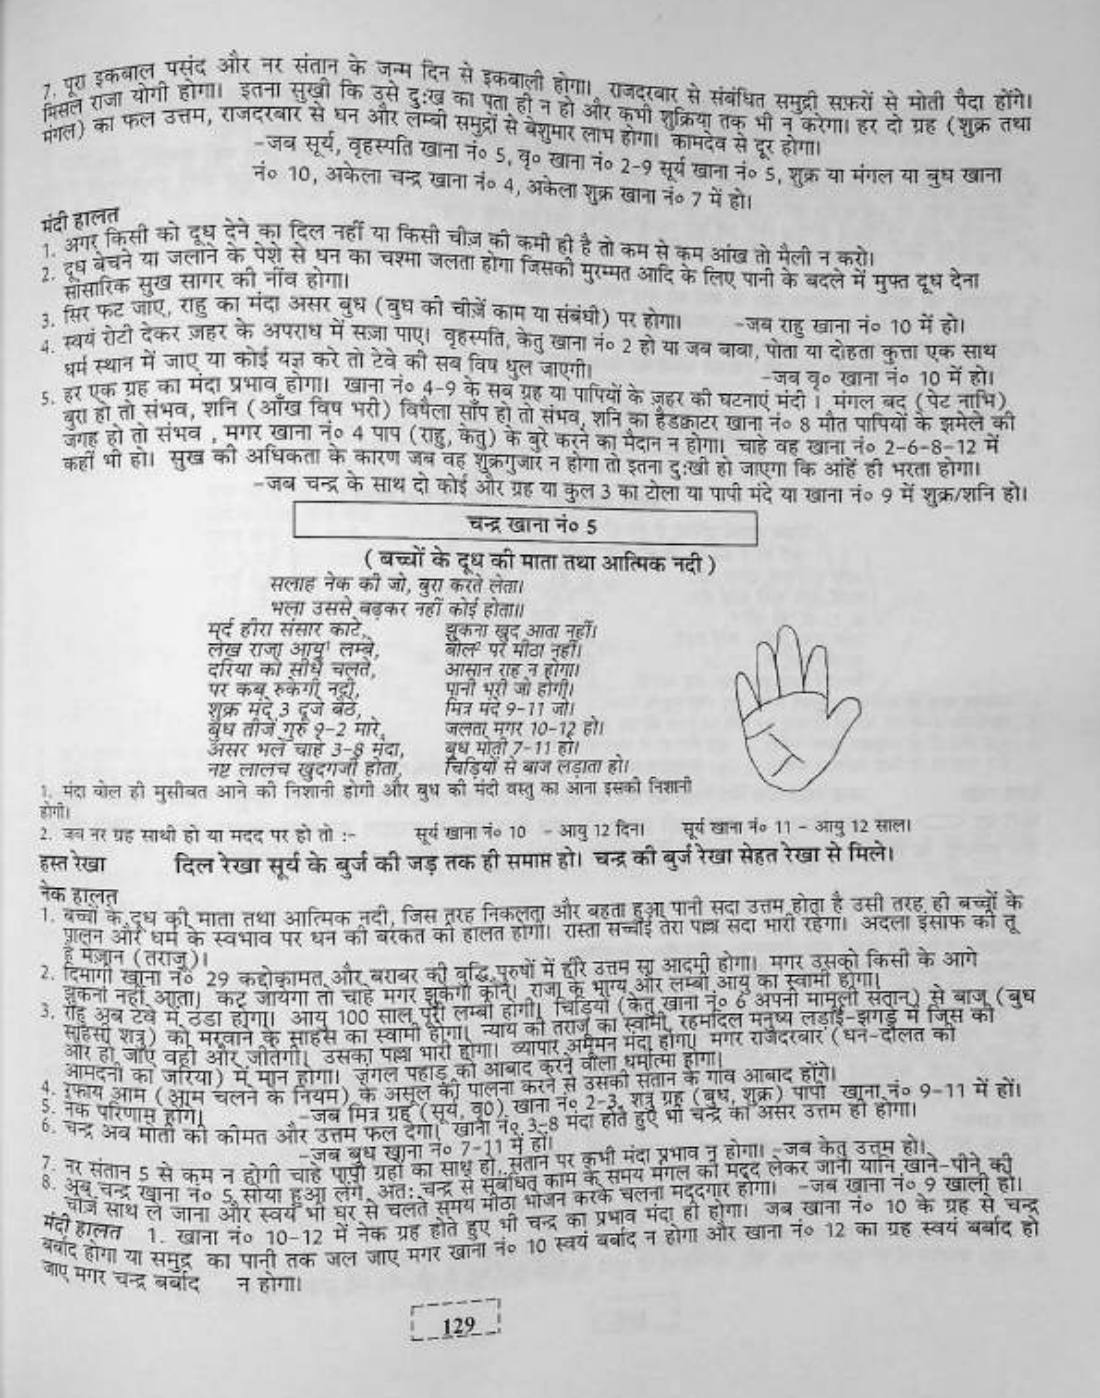 7. पूरा इकबाल पसंद और नर संतान के जन्म दिन से इकबाली होगा। राजदरबार से संबंधित समुद्री सफ़रों से मोती पैदा होंगे।
मिसल राजा योगी होगा। इतना सुखी कि उसे दुःख का पता ही न हो और कभी शुक्रिया तक भी न करेगा। हर दो ग्रह (शुक्र तथा
मंगल) का फल उत्तम, राजदरबार से धन और लम्बी समुद्रों से बेशुमार लाभ होगा। कामदेव से दूर होगा।
-जब सूर्य, वृहस्पति खाना नं० 5, वृ० खाना नं० 2-9 सूर्य खाना नं० 5, शुक्र या मंगल या बुध खाना
नं० 10, अकेला चन्द्र खाना नं० 4, अकेला शुक्र खाना नं० 7 में हो।
मंदी हालत
1. अगर किसी को दूध देने का दिल नहीं या किसी चीज़ की कमी ही है तो कम से कम आंख तो मैली न करो।
2. दूध बेचने या जलाने के पेशे से धन का चश्मा जलता होगा जिसकी मुरम्मत आदि के लिए पानी के बदले में मुफ्त दूध देना
सांसारिक सुख सागर की नींव होगा।
3. सिर फट जाए, राहु का मंदा असर बुध (बुध की चीज़ें काम या संबंधी) पर होगा। -जब राहु खाना नं० 10 में हो।
4. स्वयं रोटी देकर ज़हर के अपराध में सज़ा पाए। वृहस्पति, केतु खाना नं० 2 हो या जब बाबा, पोता या दोहता कुत्ता एक साथ
धर्म स्थान में जाए या कोई यज्ञ करे तो टेवे की सब विष धुल जाएगी। -जब वृ० खाना नं० 10 में हो।
5. हर एक ग्रह का मंदा प्रभाव होगा। खाना नं० 4-9 के सब ग्रह या पापियों के ज़हर की घटनाएं मंदी। मंगल बद (पेट नाभि)
बुरा हो तो संभव, शनि (आँख विष भरी) विषैला साँप हो तो संभव, शनि का हैडक्वाटर खाना नं० 8 मौत पापियों के झमेले की
जगह हो तो संभव, मगर खाना नं० 4 पाप (राहु, केतु) के बुरे करने का मैदान न होगा। चाहे वह खाना नं० 2-6-8-12 में
कहीं भी हो। सुख की अधिकता के कारण जब वह शुक्रगुजार न होगा तो इतना दुःखी हो जाएगा कि आंहें ही भरता होगा।
-जब चन्द्र के साथ दो कोई और ग्रह या कुल 3 का टोला या पापी मंदे या खाना नं० 9 में शुक्र/शनि हो।
चन्द्र खाना नं० 5
(बच्चों के दूध की माता तथा आत्मिक नदी)
सलाह नेक की जो, बुरा करते लेता।
भला उससे बढ़कर नहीं कोई होता॥
मर्द हीरा संसार काटे, झुकना खुद आता नहीं।
लेख राजा आयु¹ लम्बे, बोल² पर मीठा नहीं।
दरिया को सीधे चलते, आसान राह न होगा।
पर कब रुकेगी नदी, पानी भरी जो होगी।
शुक्र मंदे 3 दूजे बैठे, मित्र मंदे 9-11 जो।
बुध तीजे गुरु 9-2 मारे, जलता मगर 10-12 हो।
असर भले चाहे 3-8 मंदा, बुध मोती 7-11 हो।
नष्ट लालच खुदगर्जी होता, चिड़ियों से बाज लड़ाता हो।
1. मंदा बोल ही मुसीबत आने की निशानी होगी और बुध की मंदी वस्तु का आना इसकी निशानी
होगी।
2. जब नर ग्रह साथी हो या मदद पर हो तो :- सूर्य खाना नं० 10 - आयु 12 दिन। सूर्य खाना नं० 11 - आयु 12 साल।
हस्त रेखा दिल रेखा सूर्य के बुर्ज की जड़ तक ही समाप्त हो। चन्द्र की बुर्ज रेखा सेहत रेखा से मिले।
नेक हालत
1. बच्चों के दूध की माता तथा आत्मिक नदी, जिस तरह निकलता और बहता हुआ पानी सदा उत्तम होता है उसी तरह ही बच्चों के
पालन और धर्म के स्वभाव पर धन की बरकत की हालत होगी। रास्ता सच्चाई तेरा पल्ला सदा भारी रहेगा। अदला इंसाफ की तू
है मेज़ान (तराजू)।
2. दिमागी खाना नं० 29 कद्दोकामत और बराबर की बुद्धि पुरुषों में हीरे उत्तम सा आदमी होगा। मगर उसको किसी के आगे
झुकना नहीं आता। कट जायेगा तो चाहे मगर झुकेगा कौन। राजा के भाग्य और लम्बी आयु का स्वामी होगा।
3. राहु अब टेवे में ठंडा होगा। आयु 100 साल पूरी लम्बी होगी। चिड़ियों (केतु खाना नं० 6 अपनी मामूली संतान) से बाज (बुध
साहसी शत्रु) को मरवाने के साहस का स्वामी होगा। न्याय की तराजू का स्वामी, रहमदिल मनुष्य लड़ाई-झगड़े में जिस की
ओर हो जाए वही ओर जीतेगी। उसका पल्ला भारी होगा। व्यापार अमूमन मंदा होगा। मगर राजदरबार (धन-दौलत की
आमदनी का जरिया) में मान होगा। जंगल पहाड़ को आबाद करने वाला धर्मात्मा होगा।
4. रफाये आम (आम चलने के नियम) के असूल की पालना करने से उसकी संतान के गांव आबाद होंगे।
5. नेक परिणाम होंगे। -जब मित्र ग्रह (सूर्य, वृ0) खाना नं० 2-3, शत्रु ग्रह (बुध, शुक्र) पापी खाना नं० 9-11 में हों।
6. चन्द्र अब मोती की कीमत और उत्तम फल देगा। खाना नं० 3-8 मंदा होते हुए भी चन्द्र का असर उत्तम ही होगा।
-जब बुध खाना नं० 7-11 में हो।
7. नर संतान 5 से कम न होगी चाहे पापी ग्रहों का साथ हो, संतान पर कभी मंदा प्रभाव न होगा। -जब केतु उत्तम हो।
8. अब चन्द्र खाना नं० 5 सोया हुआ लगे, अतः चन्द्र से संबंधित काम के समय मंगल की मदद लेकर जाना यानि खाने-पीने की
चीज़ें साथ ले जाना और स्वयं भी घर से चलते समय मीठा भोजन करके चलना मददगार होगा। -जब खाना नं० 9 खाली हो।
मंदी हालत 1. खाना नं० 10-12 में नेक ग्रह होते हुए भी चन्द्र का प्रभाव मंदा ही होगा। जब खाना नं० 10 के ग्रह से चन्द्र
बर्बाद होगा या समुद्र का पानी तक जल जाए मगर खाना नं० 10 स्वयं बर्बाद न होगा और खाना नं० 12 का ग्रह स्वयं बर्बाद हो
जाए मगर चन्द्र बर्बाद न होगा।
129